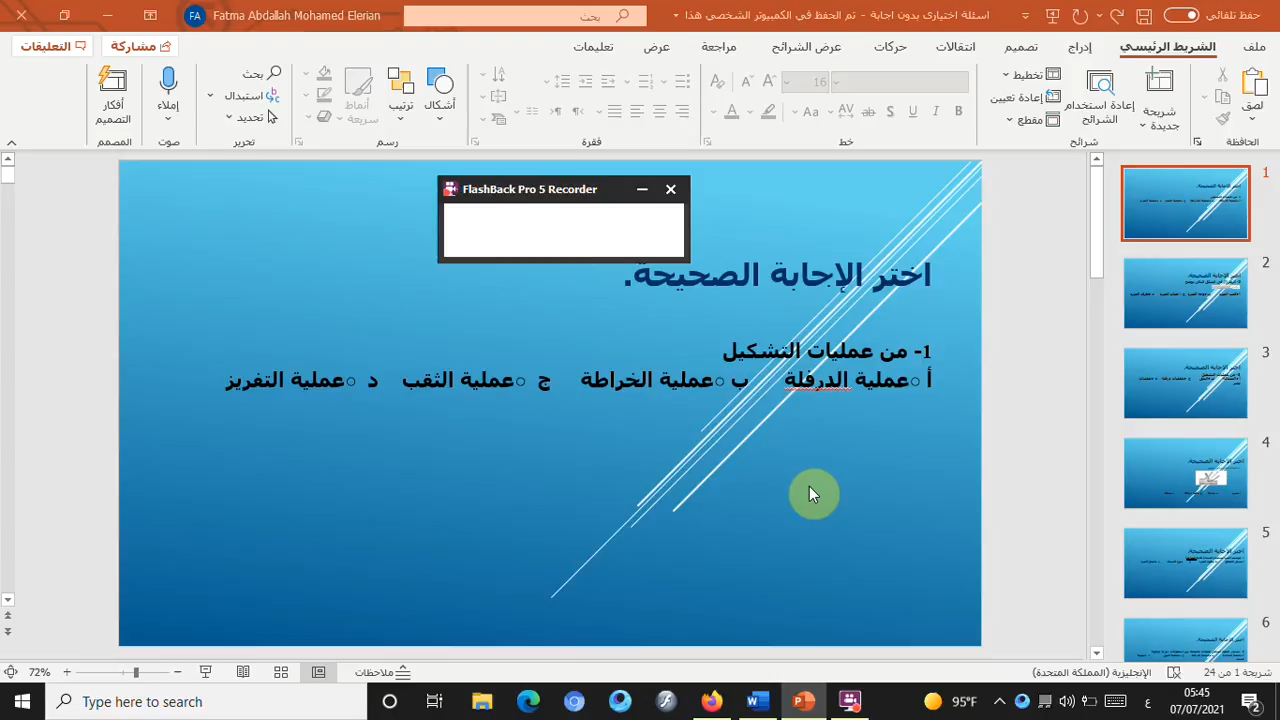 حفظ تلقائي
اسئلة اختيارى بدون اجابة - تم الحفظ في الكمبيوتر الشخصي هذا
بحث
Fatma Abdallah Mohamed Elerian
FA
ملف
الشريط الرئيسي
إدراج
تصميم
انتقالات
حركات
عرض الشرائح
مراجعة
عرض
تعليمات
مشاركة
التعليقات
لصق
الحافظة
شريحة جديدة
إعادة استخدام الشرائح
تخطيط
إعادة تعيين
مقطع
شرائح
16
B I U S ab AV Aa A
خط
فقرة
أشكال
ترتيب
أنماط سريعة
رسم
بحث
استبدال
تحديد
تحرير
إملاء
صوت
أفكار التصميم
المصمم
FlashBack Pro 5 Recorder
اختر الإجابة الصحيحة.
1- من عمليات التشكيل
أ ○عملية الدرفلة ب ○عملية الخراطة ج ○عملية الثقب د ○عملية التفريز
1
2
3
4
5
6
شريحة 1 من 24
الإنجليزية (المملكة المتحدة)
ملاحظات
72%
Type here to search
95°F
ع
05:45
07/07/2021
2